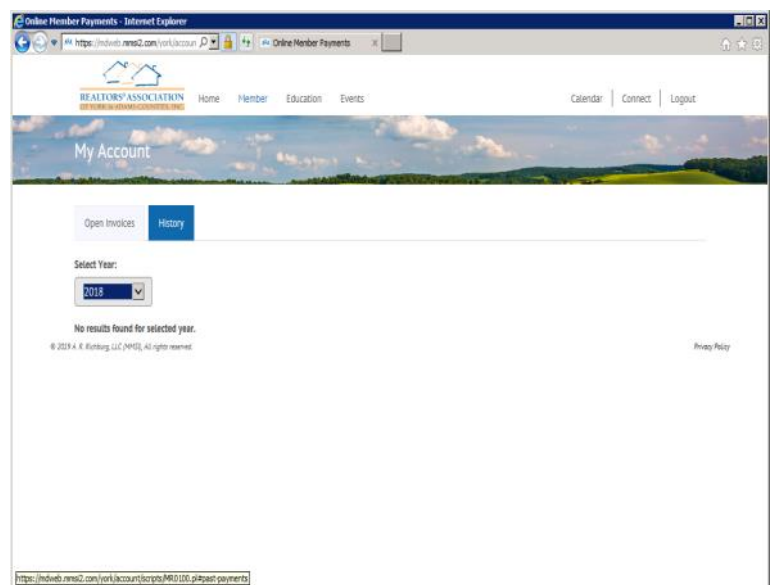 Online Member Payments - Internet Explorer
https://mdweb.mmsi2.com/york/accoun
Online Member Payments
REALTORS' ASSOCIATION
OF YORK & ADAMS COUNTIES, INC.
Home Member Education Events Calendar Connect Logout
My Account
Open Invoices History
Select Year:
2018
No results found for selected year.
© 2019 A. R. Richburg, LLC (MMSI), All rights reserved. Privacy Policy
https://mdweb.mmsi2.com/york/account/scripts/MR0100.pl#past-payments